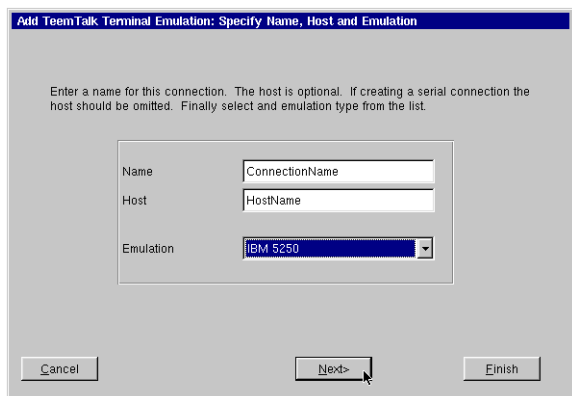 Add TeemTalk Terminal Emulation: Specify Name, Host and Emulation
Enter a name for this connection. The host is optional. If creating a serial connection the
host should be omitted. Finally select and emulation type from the list.
Name ConnectionName
Host HostName
Emulation IBM 5250
Cancel Next> Finish